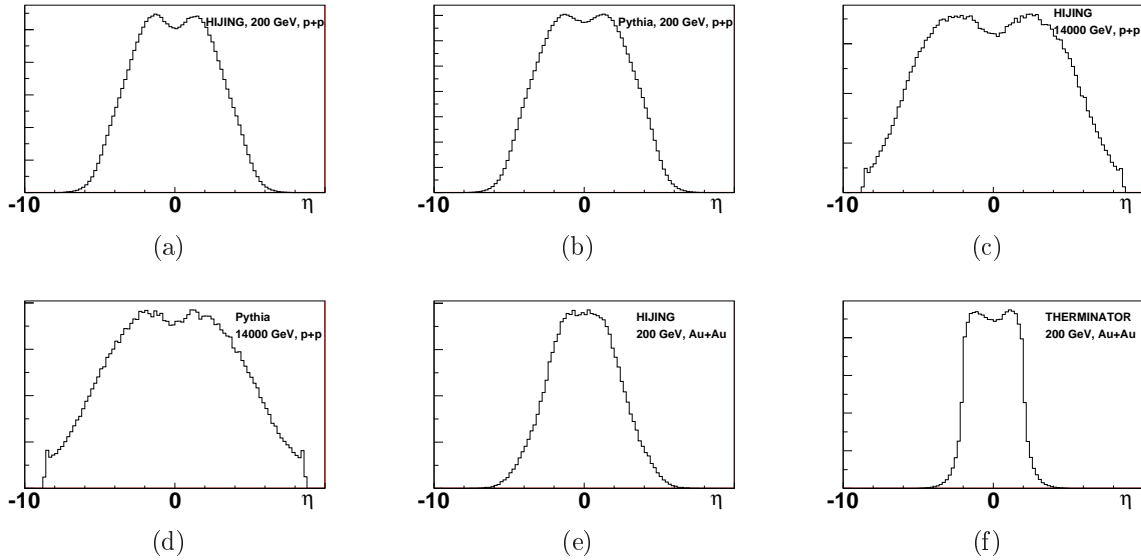 HIJING, 200 GeV, p+p
-10 0 η
(a)
Pythia, 200 GeV, p+p
-10 0 η
(b)
HIJING
14000 GeV, p+p
-10 0 η
(c)
Pythia
14000 GeV, p+p
-10 0 η
(d)
HIJING
200 GeV, Au+Au
-10 0 η
(e)
THERMINATOR
200 GeV, Au+Au
-10 0 η
(f)